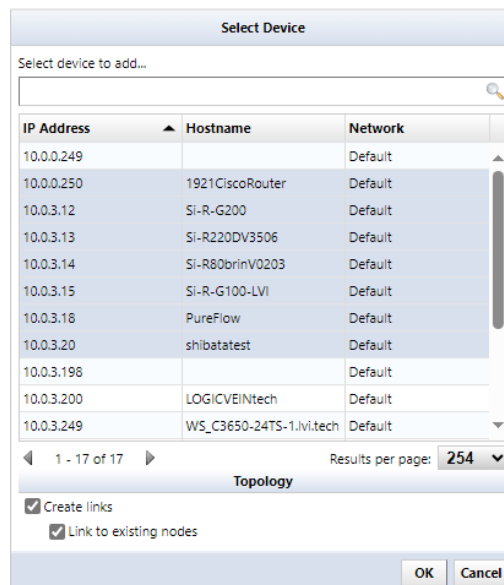 Select Device
Select device to add...
IP Address Hostname Network
10.0.0.249 Default
10.0.0.250 1921CiscoRouter Default
10.0.3.12 Si-R-G200 Default
10.0.3.13 Si-R220DV3506 Default
10.0.3.14 Si-R80brinV0203 Default
10.0.3.15 SI-R-G100-LVI Default
10.0.3.18 PureFlow Default
10.0.3.20 shibatatest Default
10.0.3.198 Default
10.0.3.200 LOGICVEINtech Default
10.0.3.249 WS_C3650-24TS-1.lvi.tech Default
1 - 17 of 17 Results per page: 254
Topology
Create links
Link to existing nodes
OK Cancel